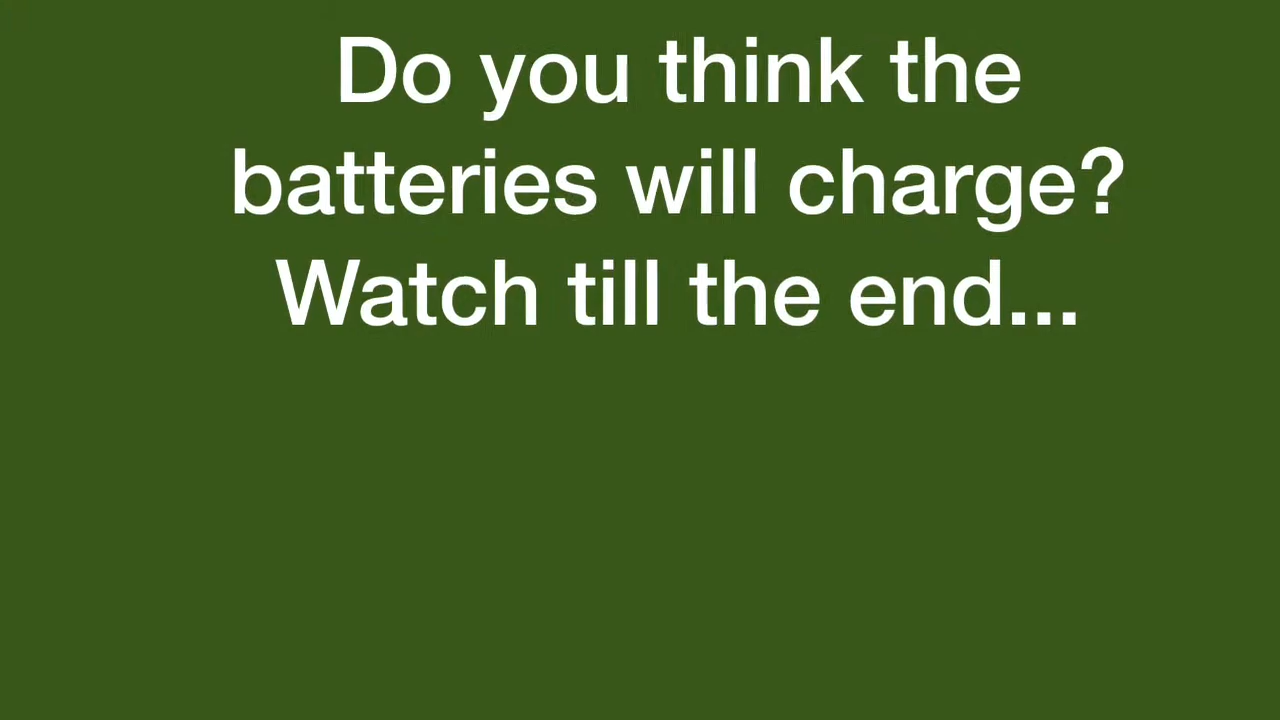 Do you think the
batteries will charge?
Watch till the end...